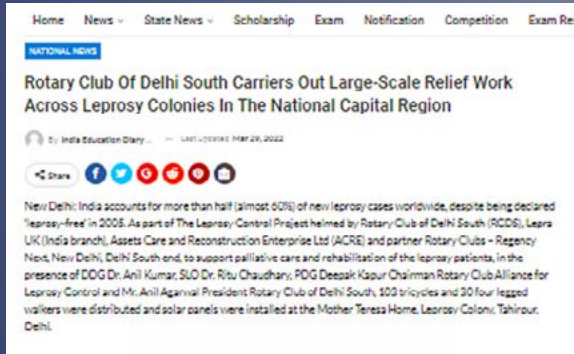 Home News State News Scholarship Exam Notification Competition Exam Re
NATIONAL NEWS
Rotary Club Of Delhi South Carriers Out Large-Scale Relief Work
Across Leprosy Colonies In The National Capital Region
By India Education Diary... — Last updated Mar 29, 2022
Share
New Delhi: India accounts for more than half (almost 60%) of new leprosy cases worldwide, despite being declared
'leprosy-free' in 2005. As part of The Leprosy Control Project helmed by Rotary Club of Delhi South (RCDS), Lepra
UK (India branch), Assets Care and Reconstruction Enterprise Ltd (ACRE) and partner Rotary Clubs – Regency
Next, New Delhi, Delhi South end, to support palliative care and rehabilitation of the leprosy patients, in the
presence of DDG Dr. Anil Kumar, SLO Dr. Ritu Chaudhary, PDG Deepak Kapur Chairman Rotary Club Alliance for
Leprosy Control and Mr. Anil Agarwal President Rotary Club of Delhi South, 103 tricycles and 30 four legged
walkers were distributed and solar panels were installed at the Mother Teresa Home, Leprosy Colony, Tahirpur,
Delhi.